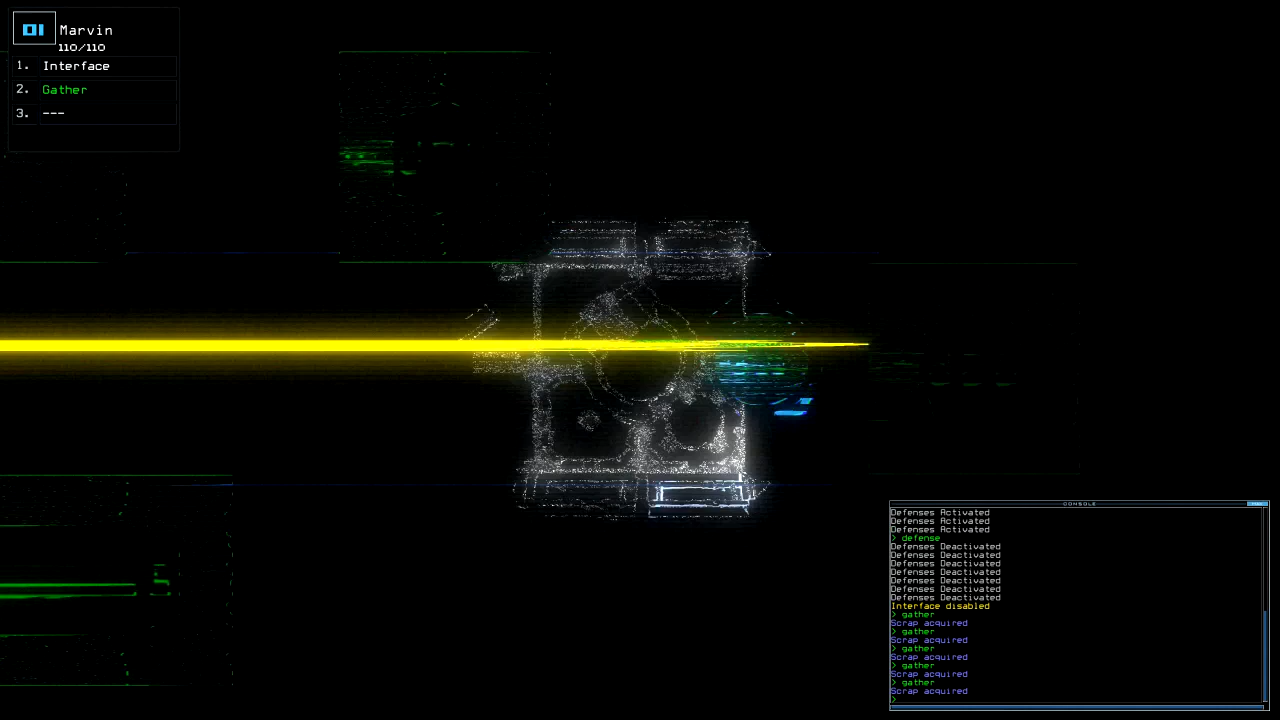 01 Marvin
110/110
1. Interface
2. Gather
3. ---
CONSOLE
MAX
Defenses Activated
Defenses Activated
Defenses Activated
> defense
Defenses Deactivated
Defenses Deactivated
Defenses Deactivated
Defenses Deactivated
Defenses Deactivated
Defenses Deactivated
Defenses Deactivated
Interface disabled
> gather
Scrap acquired
> gather
Scrap acquired
> gather
Scrap acquired
> gather
Scrap acquired
> gather
Scrap acquired
>